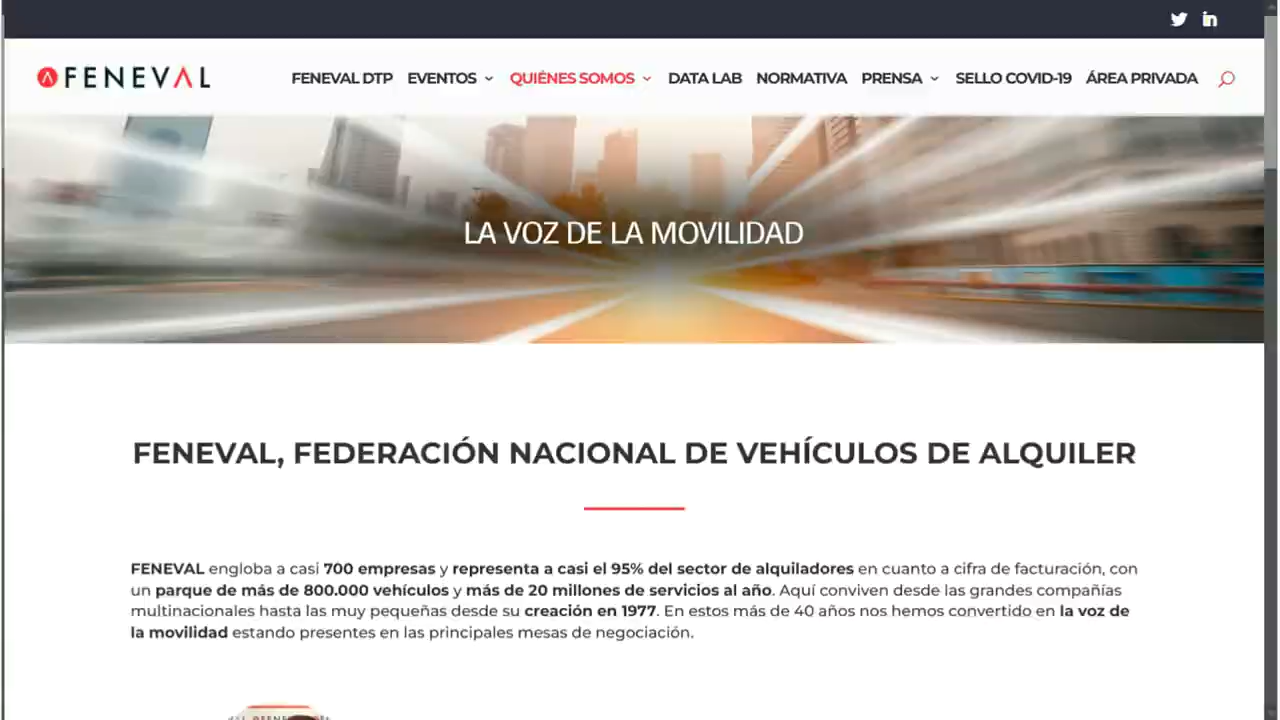 FENEVAL
FENEVAL DTP EVENTOS QUIÉNES SOMOS DATA LAB NORMATIVA PRENSA SELLO COVID-19 ÁREA PRIVADA
LA VOZ DE LA MOVILIDAD
FENEVAL, FEDERACIÓN NACIONAL DE VEHÍCULOS DE ALQUILER
FENEVAL engloba a casi 700 empresas y representa a casi el 95% del sector de alquiladores en cuanto a cifra de facturación, con
un parque de más de 800.000 vehículos y más de 20 millones de servicios al año. Aquí conviven desde las grandes compañías
multinacionales hasta las muy pequeñas desde su creación en 1977. En estos más de 40 años nos hemos convertido en la voz de
la movilidad estando presentes en las principales mesas de negociación.